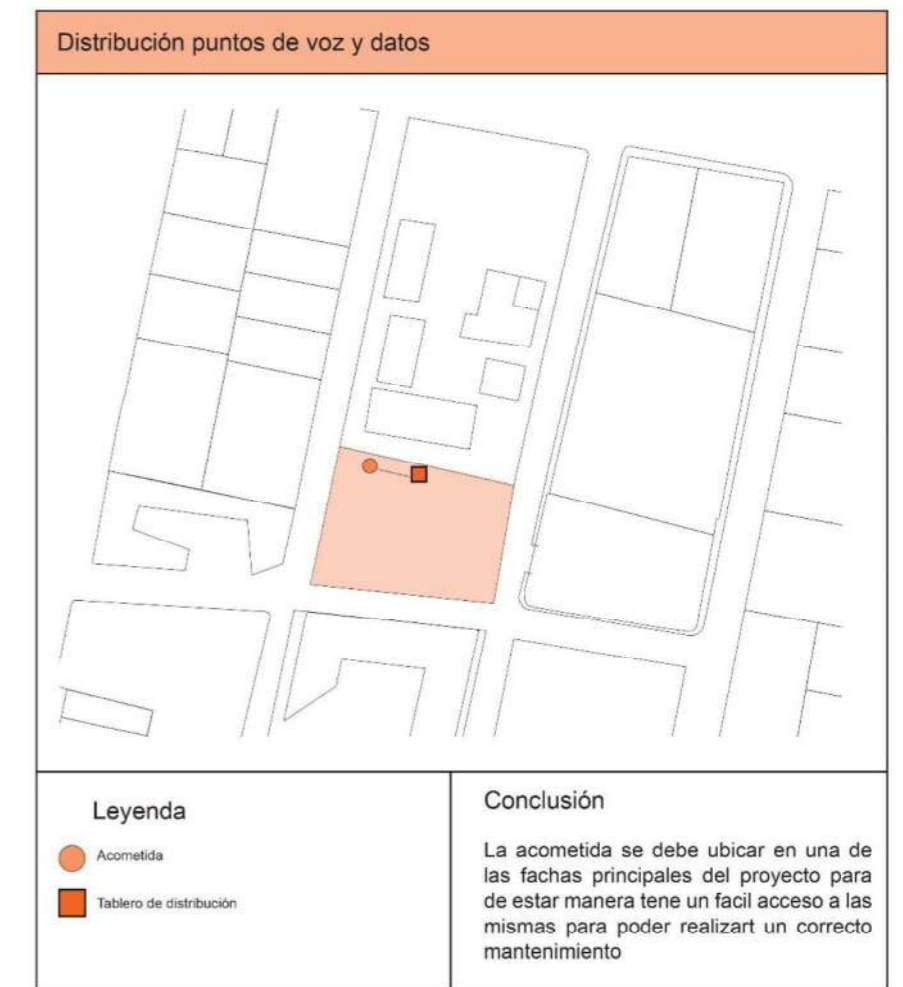 Distribución puntos de voz y datos
Leyenda
Acometida
Tablero de distribución
Conclusión
La acometida se debe ubicar en una de
las fachas principales del proyecto para
de estar manera tene un facil acceso a las
mismas para poder realizart un correcto
mantenimiento